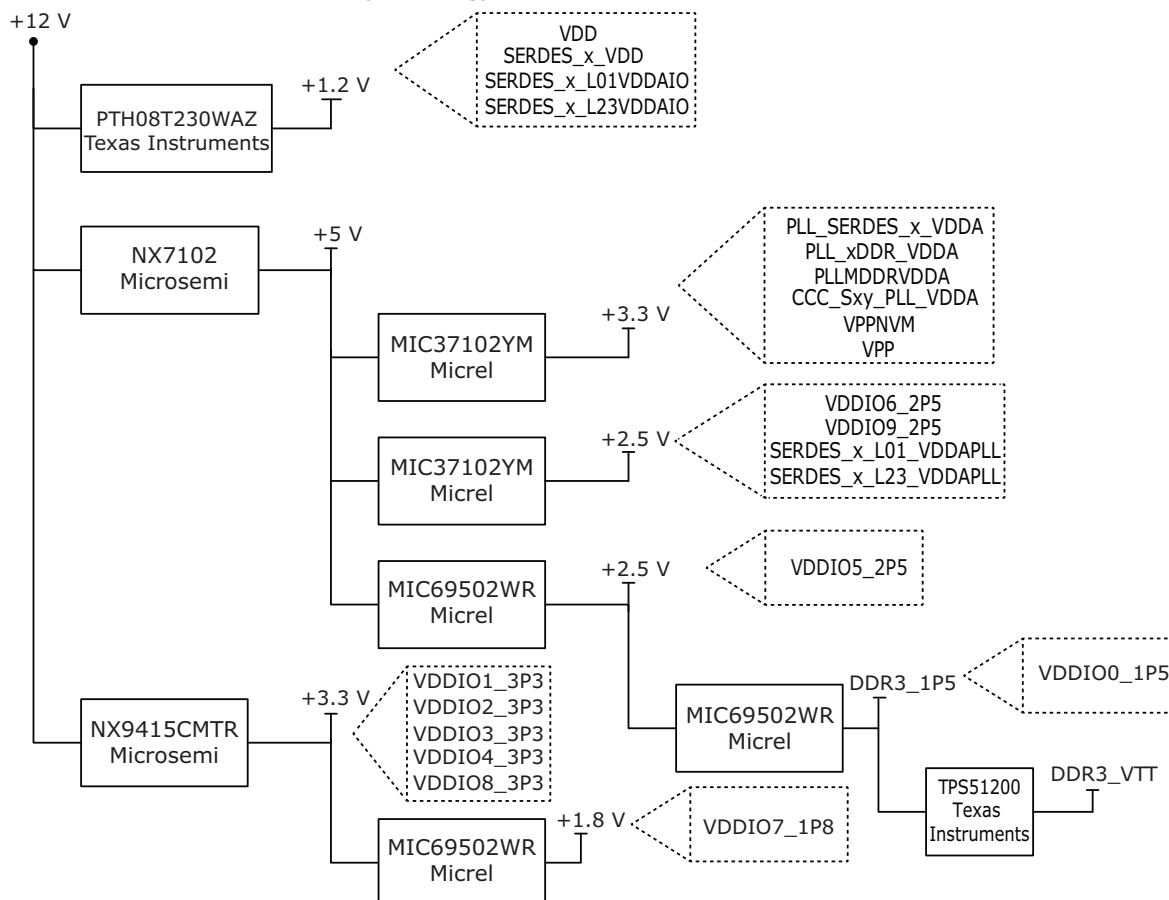 +12 V
PTH08T230WAZ
Texas Instruments
+1.2 V
VDD
SERDES_x_VDD
SERDES_x_L01VDDAIO
SERDES_x_L23VDDAIO
NX7102
Microsemi
+5 V
MIC37102YM
Micrel
+3.3 V
PLL_SERDES_x_VDDA
PLL_xDDR_VDDA
PLLMDDRVDDA
CCC_Sxy_PLL_VDDA
VPPNVM
VPP
MIC37102YM
Micrel
+2.5 V
VDDIO6_2P5
VDDIO9_2P5
SERDES_x_L01_VDDAPLL
SERDES_x_L23_VDDAPLL
MIC69502WR
Micrel
+2.5 V
VDDIO5_2P5
MIC69502WR
Micrel
DDR3_1P5
VDDIO0_1P5
TPS51200
Texas
Instruments
DDR3_VTT
NX9415CMTR
Microsemi
+3.3 V
VDDIO1_3P3
VDDIO2_3P3
VDDIO3_3P3
VDDIO4_3P3
VDDIO8_3P3
MIC69502WR
Micrel
+1.8 V
VDDIO7_1P8